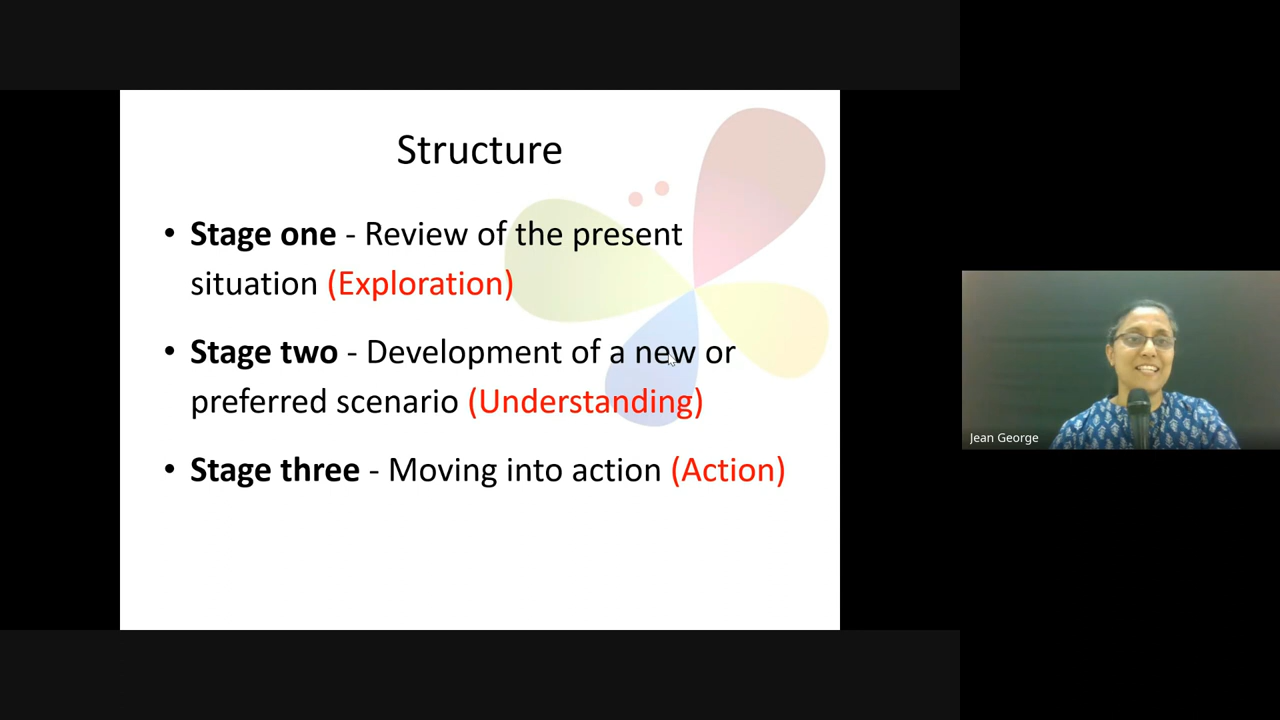 Structure
• Stage one - Review of the present
situation (Exploration)
• Stage two - Development of a new or
preferred scenario (Understanding)
• Stage three - Moving into action (Action)
Jean George